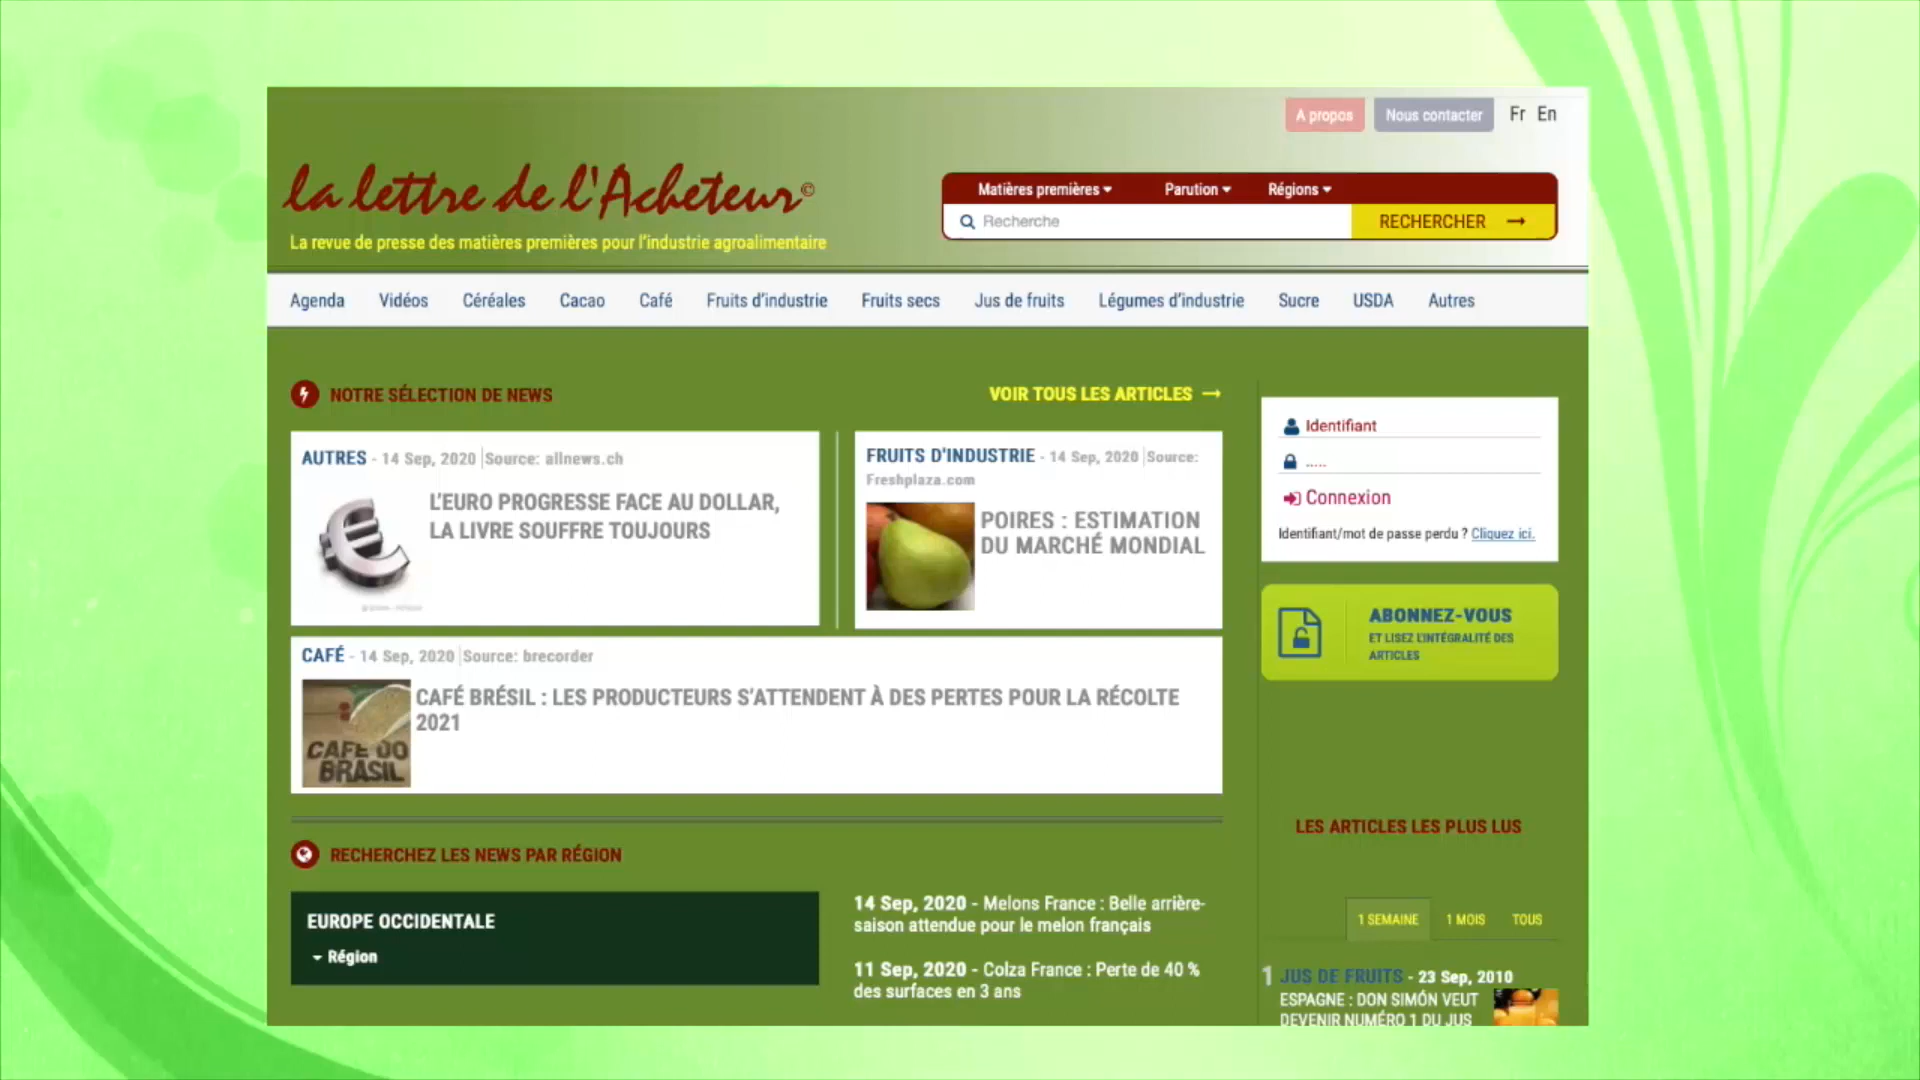 A propos
Nous contacter
Fr En
la lettre de l'Acheteur©
La revue de presse des matières premières pour l'industrie agroalimentaire
Matières premières
Parution
Régions
Recherche
RECHERCHER
Agenda Vidéos Céréales Cacao Café Fruits d'industrie Fruits secs Jus de fruits Légumes d'industrie Sucre USDA Autres
NOTRE SÉLECTION DE NEWS
VOIR TOUS LES ARTICLES
AUTRES - 14 Sep, 2020 Source: allnews.ch
L'EURO PROGRESSE FACE AU DOLLAR,
LA LIVRE SOUFFRE TOUJOURS
FRUITS D'INDUSTRIE - 14 Sep, 2020 Source:
Freshplaza.com
POIRES : ESTIMATION
DU MARCHÉ MONDIAL
CAFÉ - 14 Sep, 2020 Source: brecorder
CAFÉ BRÉSIL : LES PRODUCTEURS S'ATTENDENT À DES PERTES POUR LA RÉCOLTE
2021
CAFE DO
BRASIL
Identifiant
.....
Connexion
Identifiant/mot de passe perdu ? Cliquez ici.
ABONNEZ-VOUS
ET LISEZ L'INTÉGRALITÉ DES
ARTICLES
LES ARTICLES LES PLUS LUS
1 SEMAINE 1 MOIS TOUS
1 JUS DE FRUITS - 23 Sep, 2010
ESPAGNE : DON SIMÓN VEUT
DEVENIR NUMÉRO 1 DU JUS
RECHERCHEZ LES NEWS PAR RÉGION
EUROPE OCCIDENTALE
Région
14 Sep, 2020 - Melons France : Belle arrière-
saison attendue pour le melon français
11 Sep, 2020 - Colza France : Perte de 40 %
des surfaces en 3 ans